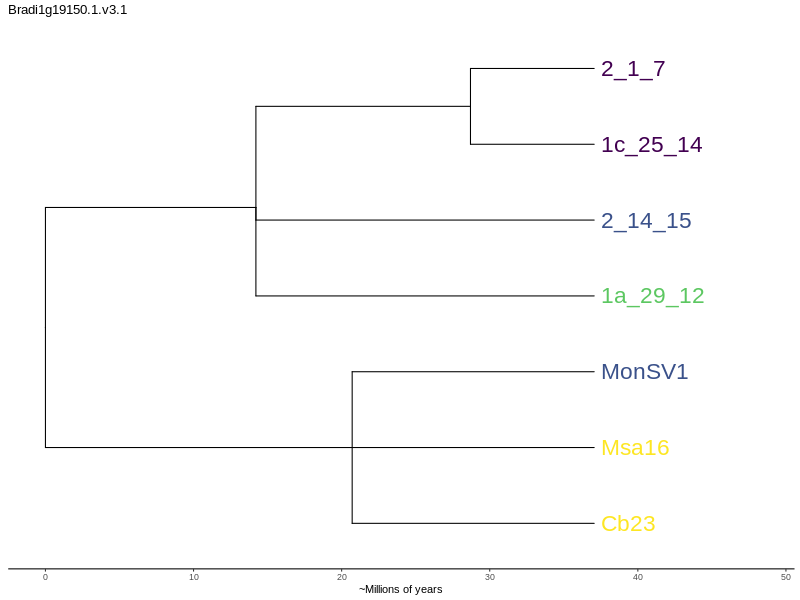 Bradi1g19150.1.v3.1
2_1_7
1c_25_14
2_14_15
1a_29_12
MonSV1
Msa16
Cb23
0 10 20 30 40 50
~Millions of years